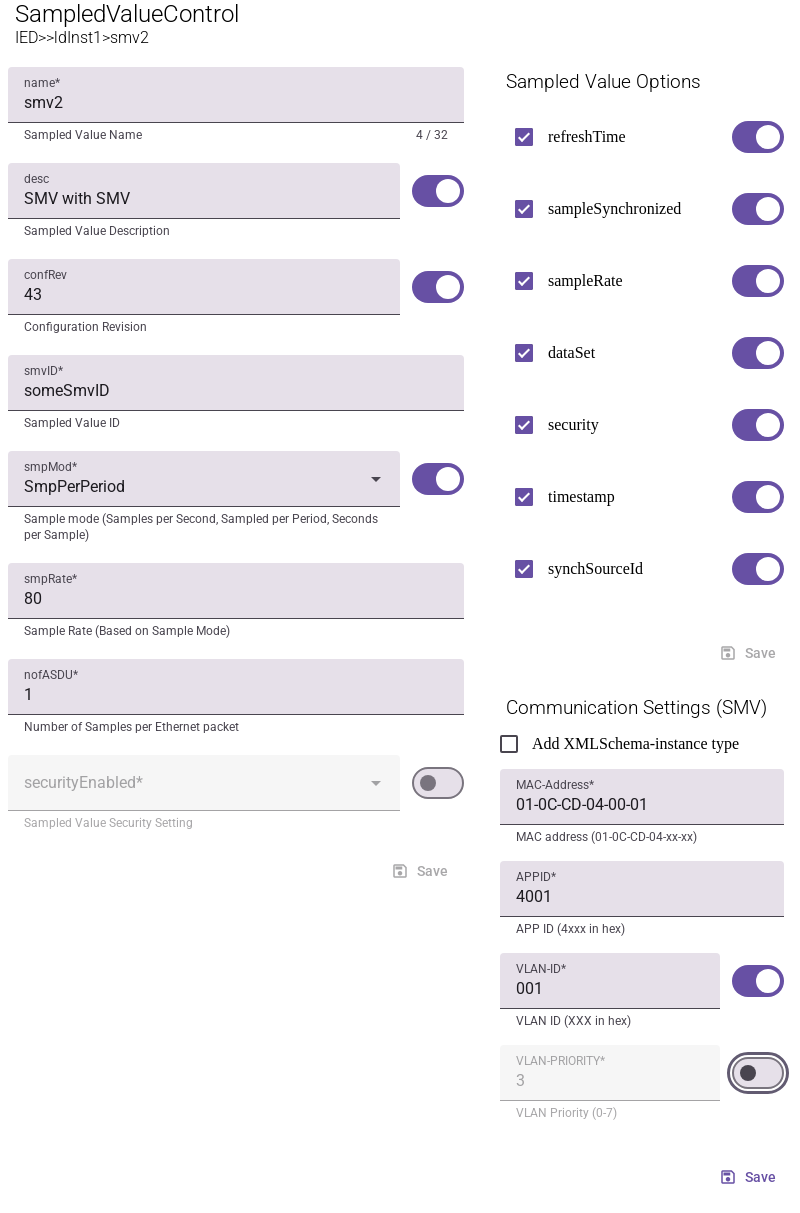 SampledValueControl
IED>>ldInst1>smv2
name*
smv2
Sampled Value Name
4 / 32
desc
SMV with SMV
Sampled Value Description
confRev
43
Configuration Revision
smvID*
someSmvID
Sampled Value ID
smpMod*
SmpPerPeriod
Sample mode (Samples per Second, Sampled per Period, Seconds
per Sample)
smpRate*
80
Sample Rate (Based on Sample Mode)
nofASDU*
1
Number of Samples per Ethernet packet
securityEnabled*
Sampled Value Security Setting
Save
Sampled Value Options
refreshTime
sampleSynchronized
sampleRate
dataSet
security
timestamp
synchSourceId
Save
Communication Settings (SMV)
Add XMLSchema-instance type
MAC-Address*
01-0C-CD-04-00-01
MAC address (01-0C-CD-04-xx-xx)
APPID*
4001
APP ID (4xxx in hex)
VLAN-ID*
001
VLAN ID (XXX in hex)
VLAN-PRIORITY*
3
VLAN Priority (0-7)
Save